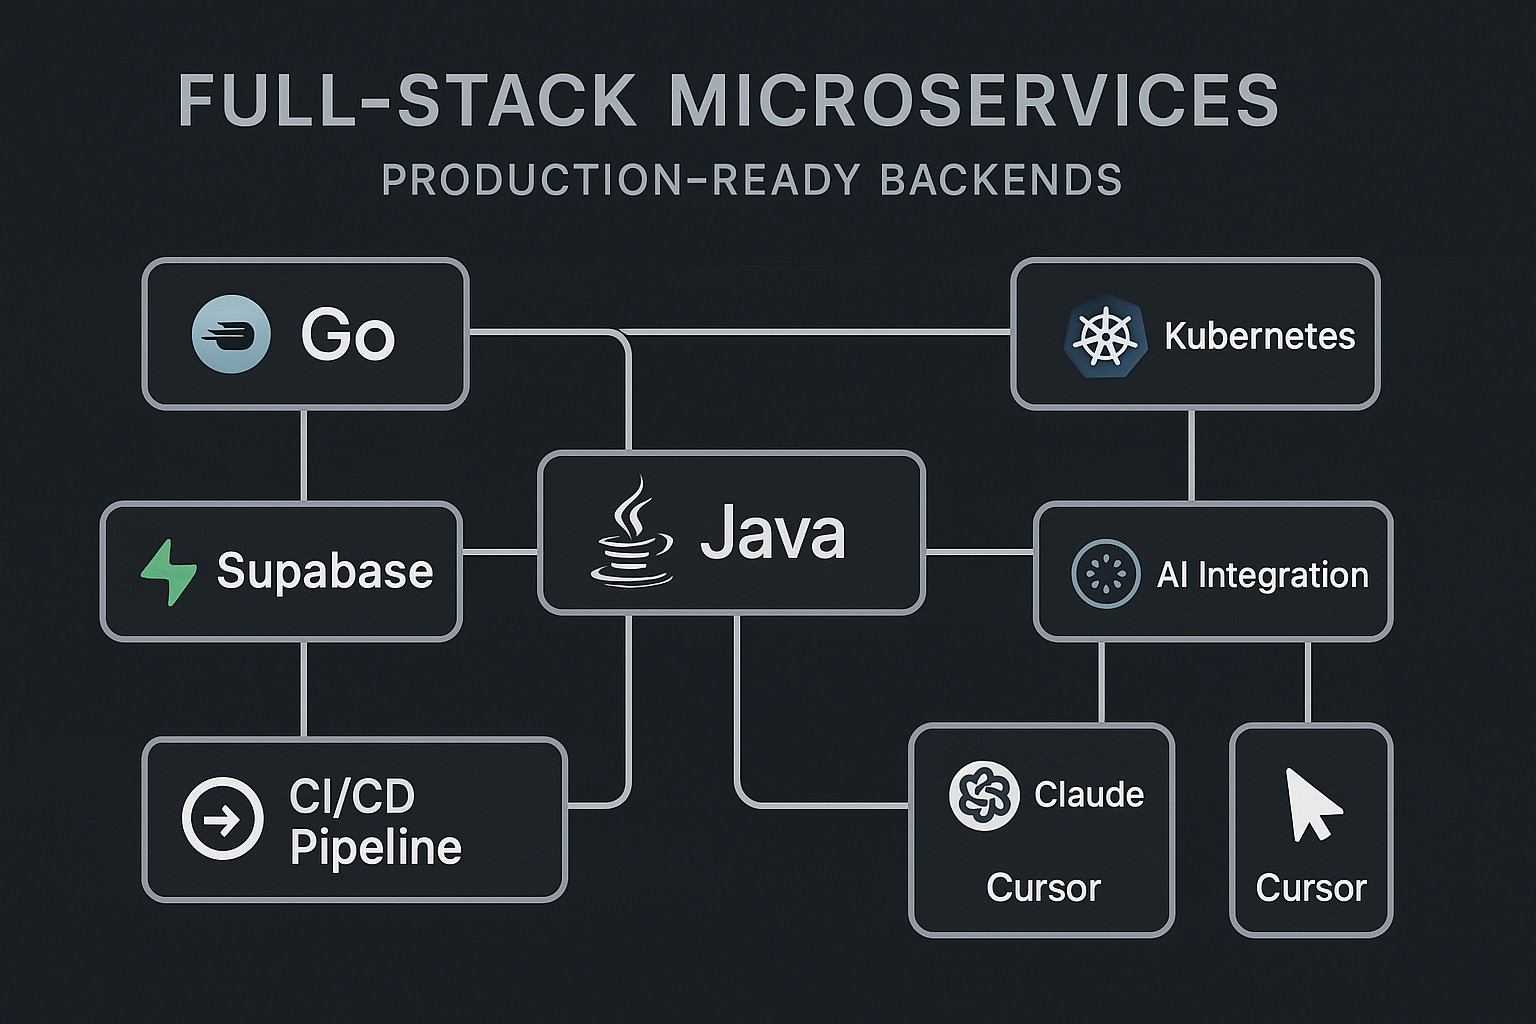 FULL-STACK MICROSERVICES
PRODUCTION-READY BACKENDS
Go
Kubernetes
Java
Supabase
AI Integration
CI/CD
Pipeline
Claude
Cursor
Cursor